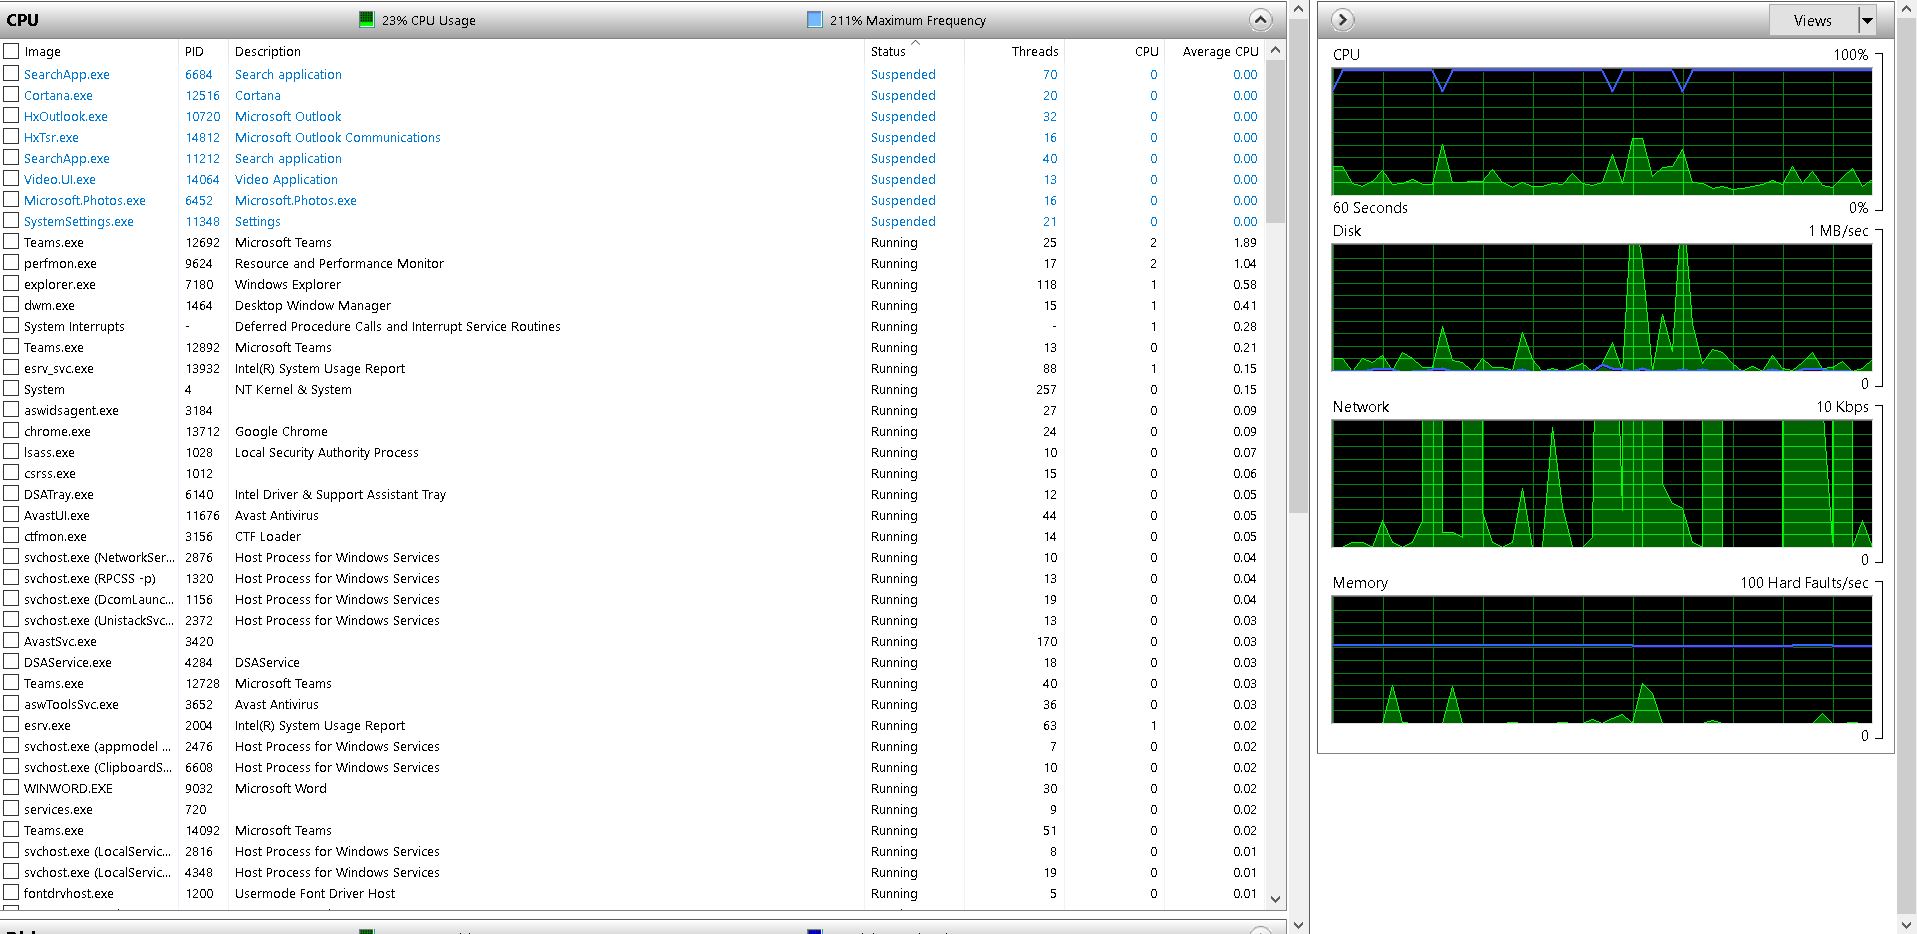 CPU 23% CPU Usage 211% Maximum Frequency
Image PID Description Status Threads CPU Average CPU
SearchApp.exe 6684 Search application Suspended 70 0 0.00
Cortana.exe 12516 Cortana Suspended 20 0 0.00
HxOutlook.exe 10720 Microsoft Outlook Suspended 32 0 0.00
HxTsr.exe 14812 Microsoft Outlook Communications Suspended 16 0 0.00
SearchApp.exe 11212 Search application Suspended 40 0 0.00
Video.UI.exe 14064 Video Application Suspended 13 0 0.00
Microsoft.Photos.exe 6452 Microsoft.Photos.exe Suspended 16 0 0.00
SystemSettings.exe 11348 Settings Suspended 21 0 0.00
Teams.exe 12692 Microsoft Teams Running 25 2 1.89
perfmon.exe 9624 Resource and Performance Monitor Running 17 2 1.04
explorer.exe 7180 Windows Explorer Running 118 1 0.58
dwm.exe 1464 Desktop Window Manager Running 15 1 0.41
System Interrupts - Deferred Procedure Calls and Interrupt Service Routines Running - 1 0.28
Teams.exe 12892 Microsoft Teams Running 13 0 0.21
esrv_svc.exe 13932 Intel(R) System Usage Report Running 88 1 0.15
System 4 NT Kernel & System Running 257 0 0.15
aswidsagent.exe 3184 Running 27 0 0.09
chrome.exe 13712 Google Chrome Running 24 0 0.09
lsass.exe 1028 Local Security Authority Process Running 10 0 0.07
csrss.exe 1012 Running 15 0 0.06
DSATray.exe 6140 Intel Driver & Support Assistant Tray Running 12 0 0.05
AvastUI.exe 11676 Avast Antivirus Running 44 0 0.05
ctfmon.exe 3156 CTF Loader Running 14 0 0.05
svchost.exe (NetworkSer... 2876 Host Process for Windows Services Running 10 0 0.04
svchost.exe (RPCSS -p) 1320 Host Process for Windows Services Running 13 0 0.04
svchost.exe (DcomLaunc... 1156 Host Process for Windows Services Running 19 0 0.04
svchost.exe (UnistackSvc... 2372 Host Process for Windows Services Running 13 0 0.03
AvastSvc.exe 3420 Running 170 0 0.03
DSAService.exe 4284 DSAService Running 18 0 0.03
Teams.exe 12728 Microsoft Teams Running 40 0 0.03
aswToolsSvc.exe 3652 Avast Antivirus Running 36 0 0.03
esrv.exe 2004 Intel(R) System Usage Report Running 63 1 0.02
svchost.exe (appmodel ... 2476 Host Process for Windows Services Running 7 0 0.02
svchost.exe (ClipboardS... 6608 Host Process for Windows Services Running 10 0 0.02
WINWORD.EXE 9032 Microsoft Word Running 30 0 0.02
services.exe 720 Running 9 0 0.02
Teams.exe 14092 Microsoft Teams Running 51 0 0.02
svchost.exe (LocalServic... 2816 Host Process for Windows Services Running 8 0 0.01
svchost.exe (LocalServic... 4348 Host Process for Windows Services Running 19 0 0.01
fontdrvhost.exe 1200 Usermode Font Driver Host Running 5 0 0.01
Views
CPU 100%
60 Seconds 0%
Disk 1 MB/sec
0
Network 10 Kbps
0
Memory 100 Hard Faults/sec
0